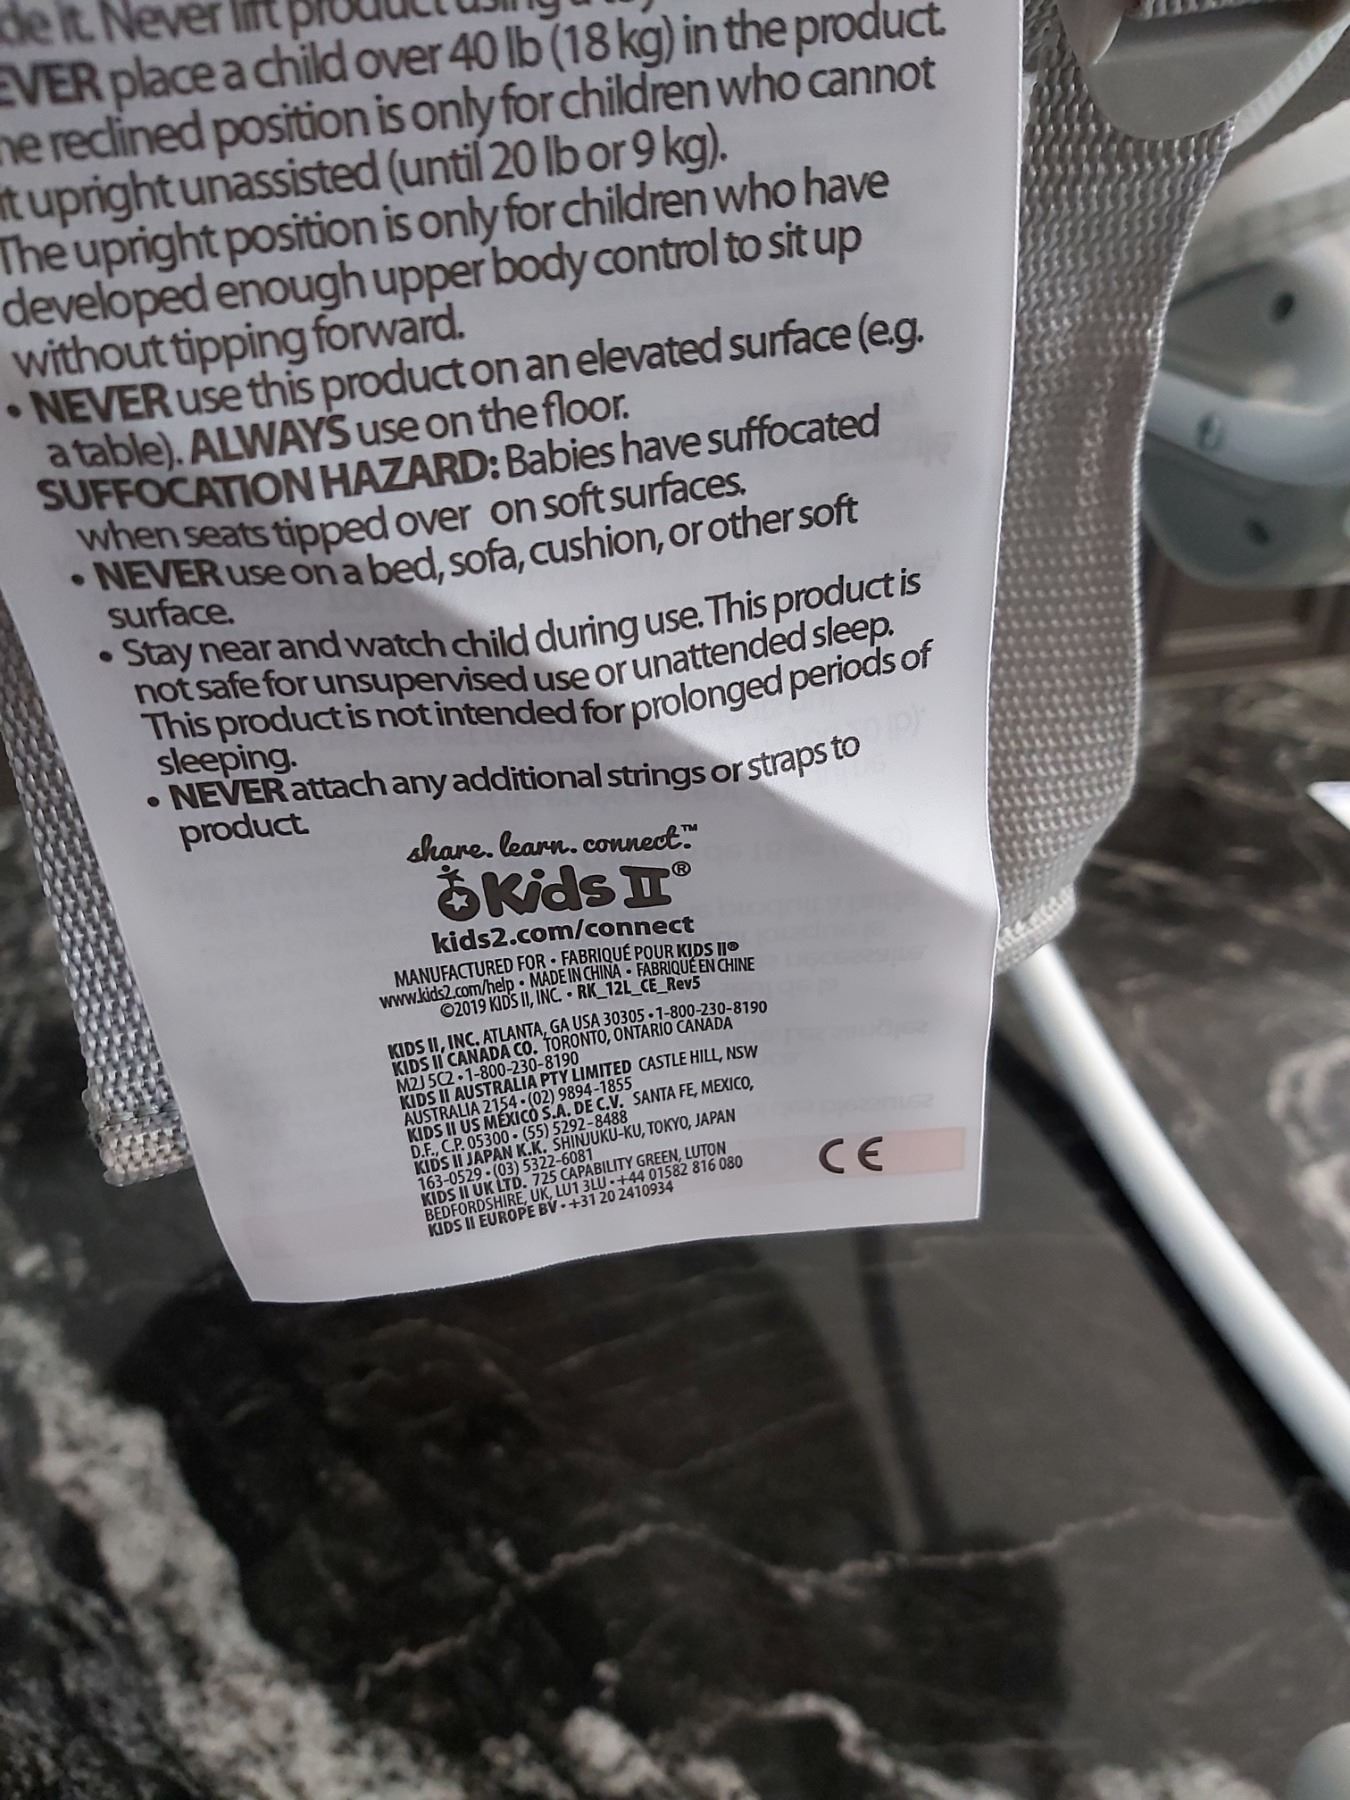 de it. Never lift product using a
EVER place a child over 40 lb (18 kg) in the product.
he reclined position is only for children who cannot
it upright unassisted (until 20 lb or 9 kg).
The upright position is only for children who have
developed enough upper body control to sit up
without tipping forward.
• NEVER use this product on an elevated surface (e.g.
a table). ALWAYS use on the floor.
SUFFOCATION HAZARD: Babies have suffocated
when seats tipped over on soft surfaces.
• NEVER use on a bed, sofa, cushion, or other soft
surface.
• Stay near and watch child during use. This product is
not safe for unsupervised use or unattended sleep.
This product is not intended for prolonged periods of
sleeping.
• NEVER attach any additional strings or straps to
product.
share. learn. connect.™
Kids II®
kids2.com/connect
MANUFACTURED FOR • FABRIQUÉ POUR KIDS II®
www.kids2.com/help • MADE IN CHINA • FABRIQUÉ EN CHINE
©2019 KIDS II, INC. • RK_12L_CE_Rev5
KIDS II, INC. ATLANTA, GA USA 30305 • 1-800-230-8190
KIDS II CANADA CO. TORONTO, ONTARIO CANADA
M2J 5C2 • 1-800-230-8190
KIDS II AUSTRALIA PTY LIMITED CASTLE HILL, NSW
AUSTRALIA 2154 • (02) 9894-1855
KIDS II US MÉXICO S.A. DE C.V. SANTA FE, MEXICO,
D.F., C.P. 05300 • (55) 5292-8488
KIDS II JAPAN K.K. SHINJUKU-KU, TOKYO, JAPAN
163-0529 • (03) 5322-6081
KIDS II UK LTD. 725 CAPABILITY GREEN, LUTON
BEDFORDSHIRE, UK, LU1 3LU • +44 01582 816 080
KIDS II EUROPE BV • +31 20 2410934
CE